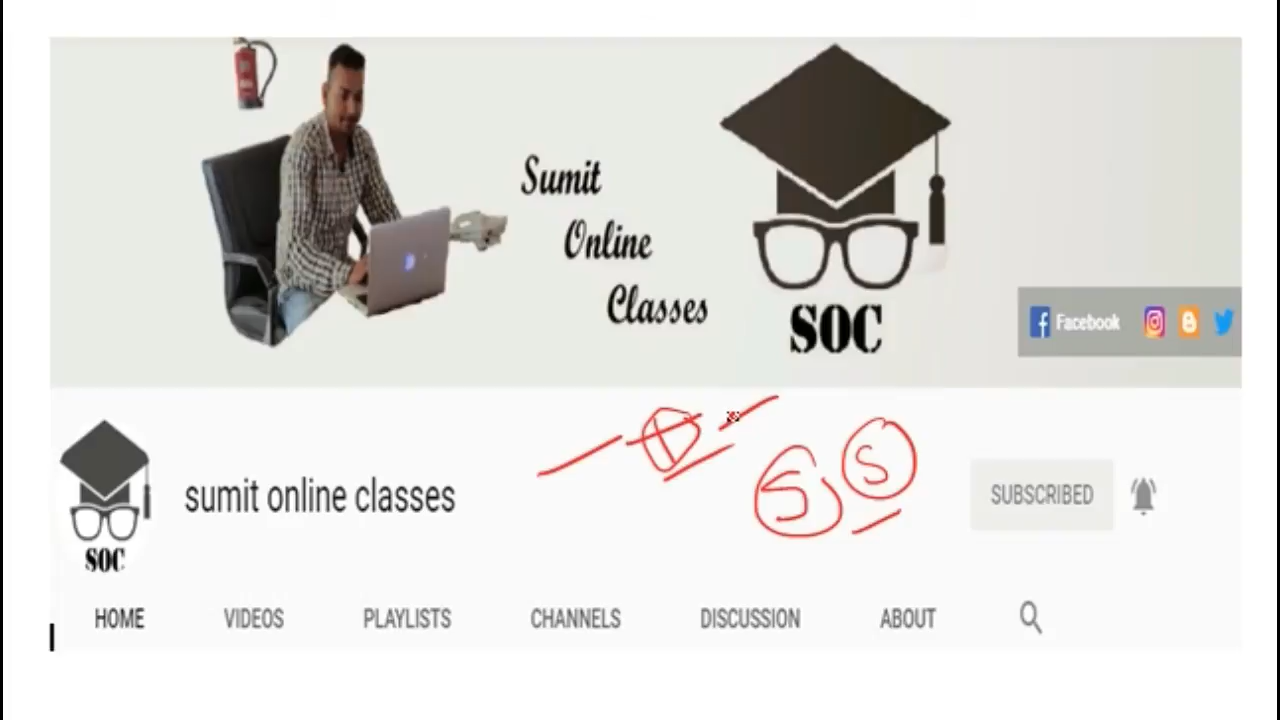 Sumit
Online
Classes
SOC
Facebook
SOC
sumit online classes
S S
SUBSCRIBED
HOME VIDEOS PLAYLISTS CHANNELS DISCUSSION ABOUT